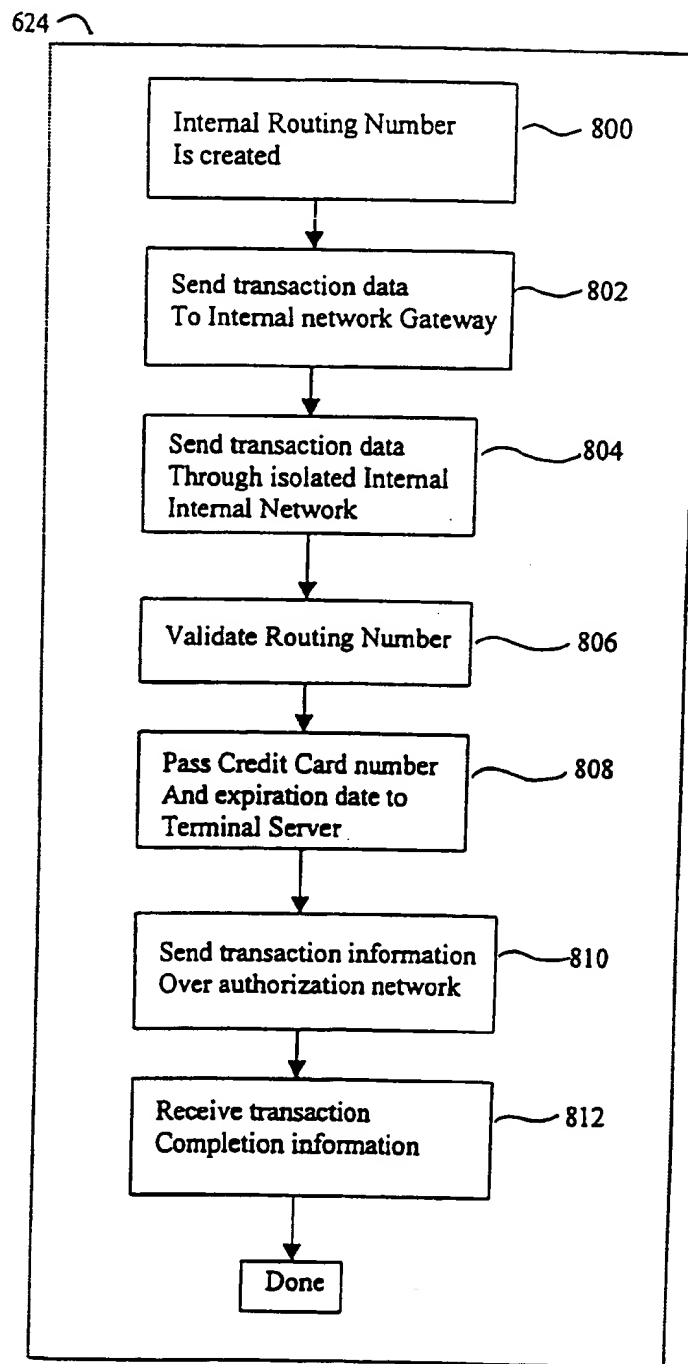 624
Internal Routing Number
Is created
800
Send transaction data
To Internal network Gateway
802
Send transaction data
Through isolated Internal
Internal Network
804
Validate Routing Number
806
Pass Credit Card number
And expiration date to
Terminal Server
808
Send transaction information
Over authorization network
810
Receive transaction
Completion information
812
Done